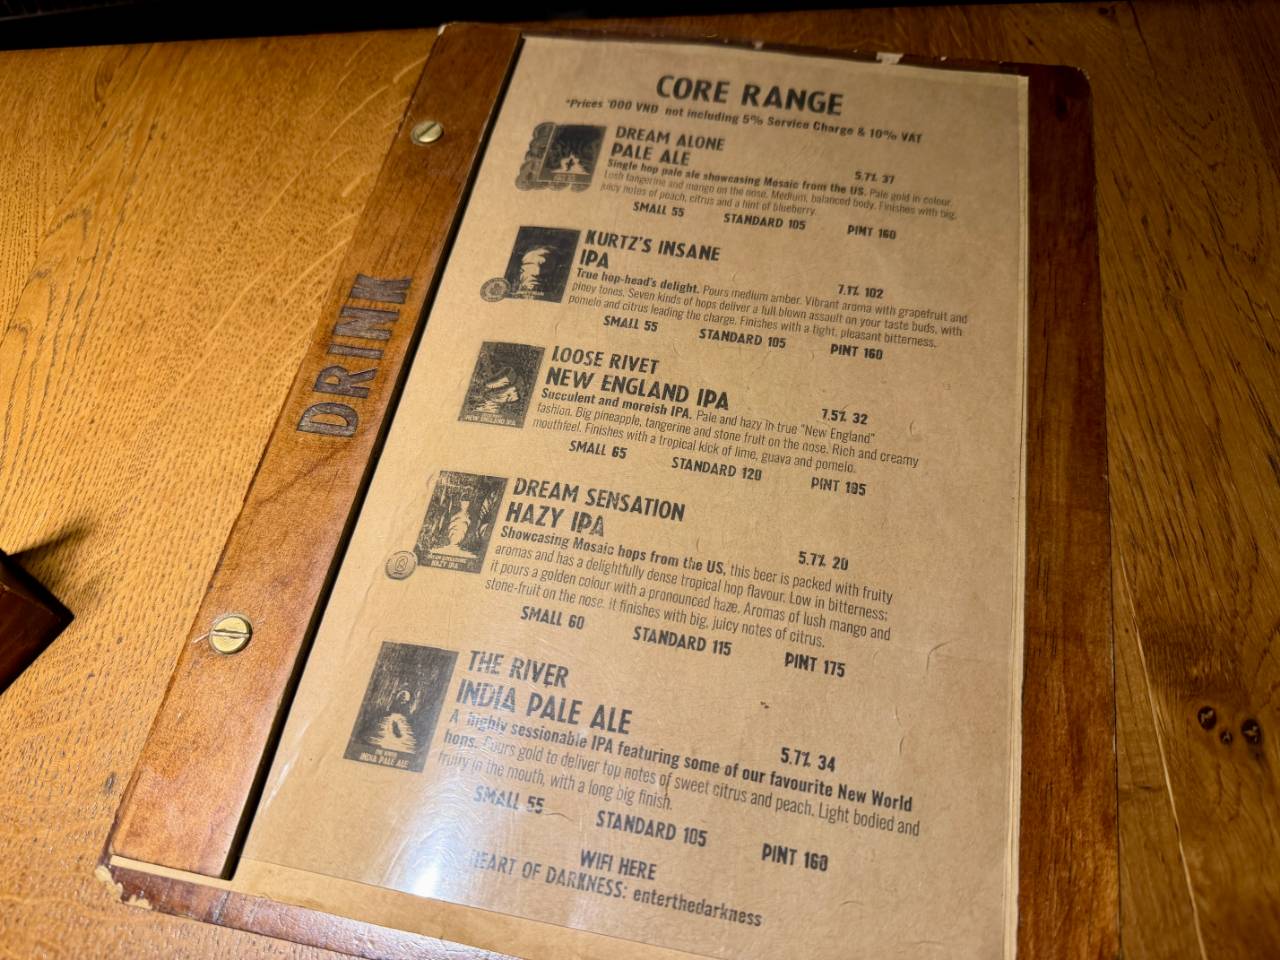 DRINK
CORE RANGE
*Prices '000 VND not including 5% Service Charge & 10% VAT
DREAM ALONE
PALE ALE
5.7% 37
Single hop pale ale showcasing Mosaic from the US. Pale gold in colour.
Lush tangerine and mango on the nose. Medium, balanced body. Finishes with big,
juicy notes of peach, citrus and a hint of blueberry.
SMALL 55 STANDARD 105 PINT 160
KURTZ'S INSANE
IPA
7.1% 102
True hop-head's delight. Pours medium amber. Vibrant aroma with grapefruit and
piney tones. Seven kinds of hops deliver a full blown assault on your taste buds, with
pomelo and citrus leading the charge. Finishes with a light, pleasant bitterness.
SMALL 55 STANDARD 105 PINT 160
NEW ENGLAND IPA
LOOSE RIVET
NEW ENGLAND IPA
7.5% 32
Succulent and moreish IPA. Pale and hazy in true "New England"
fashion. Big pineapple, tangerine and stone fruit on the nose. Rich and creamy
mouthfeel. Finishes with a tropical kick of lime, guava and pomelo.
SMALL 65 STANDARD 120 PINT 185
HAZY IPA
DREAM SENSATION
HAZY IPA
5.7% 20
Showcasing Mosaic hops from the US, this beer is packed with fruity
aromas and has a delightfully dense tropical hop flavour. Low in bitterness;
it pours a golden colour with a pronounced haze. Aromas of lush mango and
stone-fruit on the nose. It finishes with big, juicy notes of citrus.
SMALL 60 STANDARD 115 PINT 175
THE RIVER
INDIA PALE ALE
THE RIVER
INDIA PALE ALE
5.7% 34
A highly sessionable IPA featuring some of our favourite New World
hops. Pours gold to deliver top notes of sweet citrus and peach. Light bodied and
fruity in the mouth, with a long big finish.
SMALL 55 STANDARD 105 PINT 160
WIFI HERE
HEART OF DARKNESS: enterthedarkness